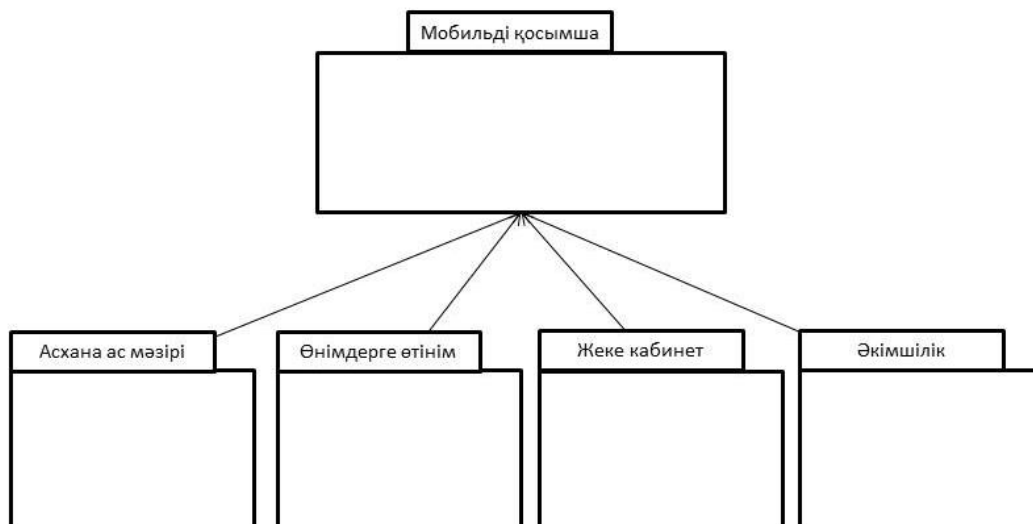 Мобильді қосымша
Асхана ас мәзірі
Өнімдерге өтінім
Жеке кабинет
Әкімшілік